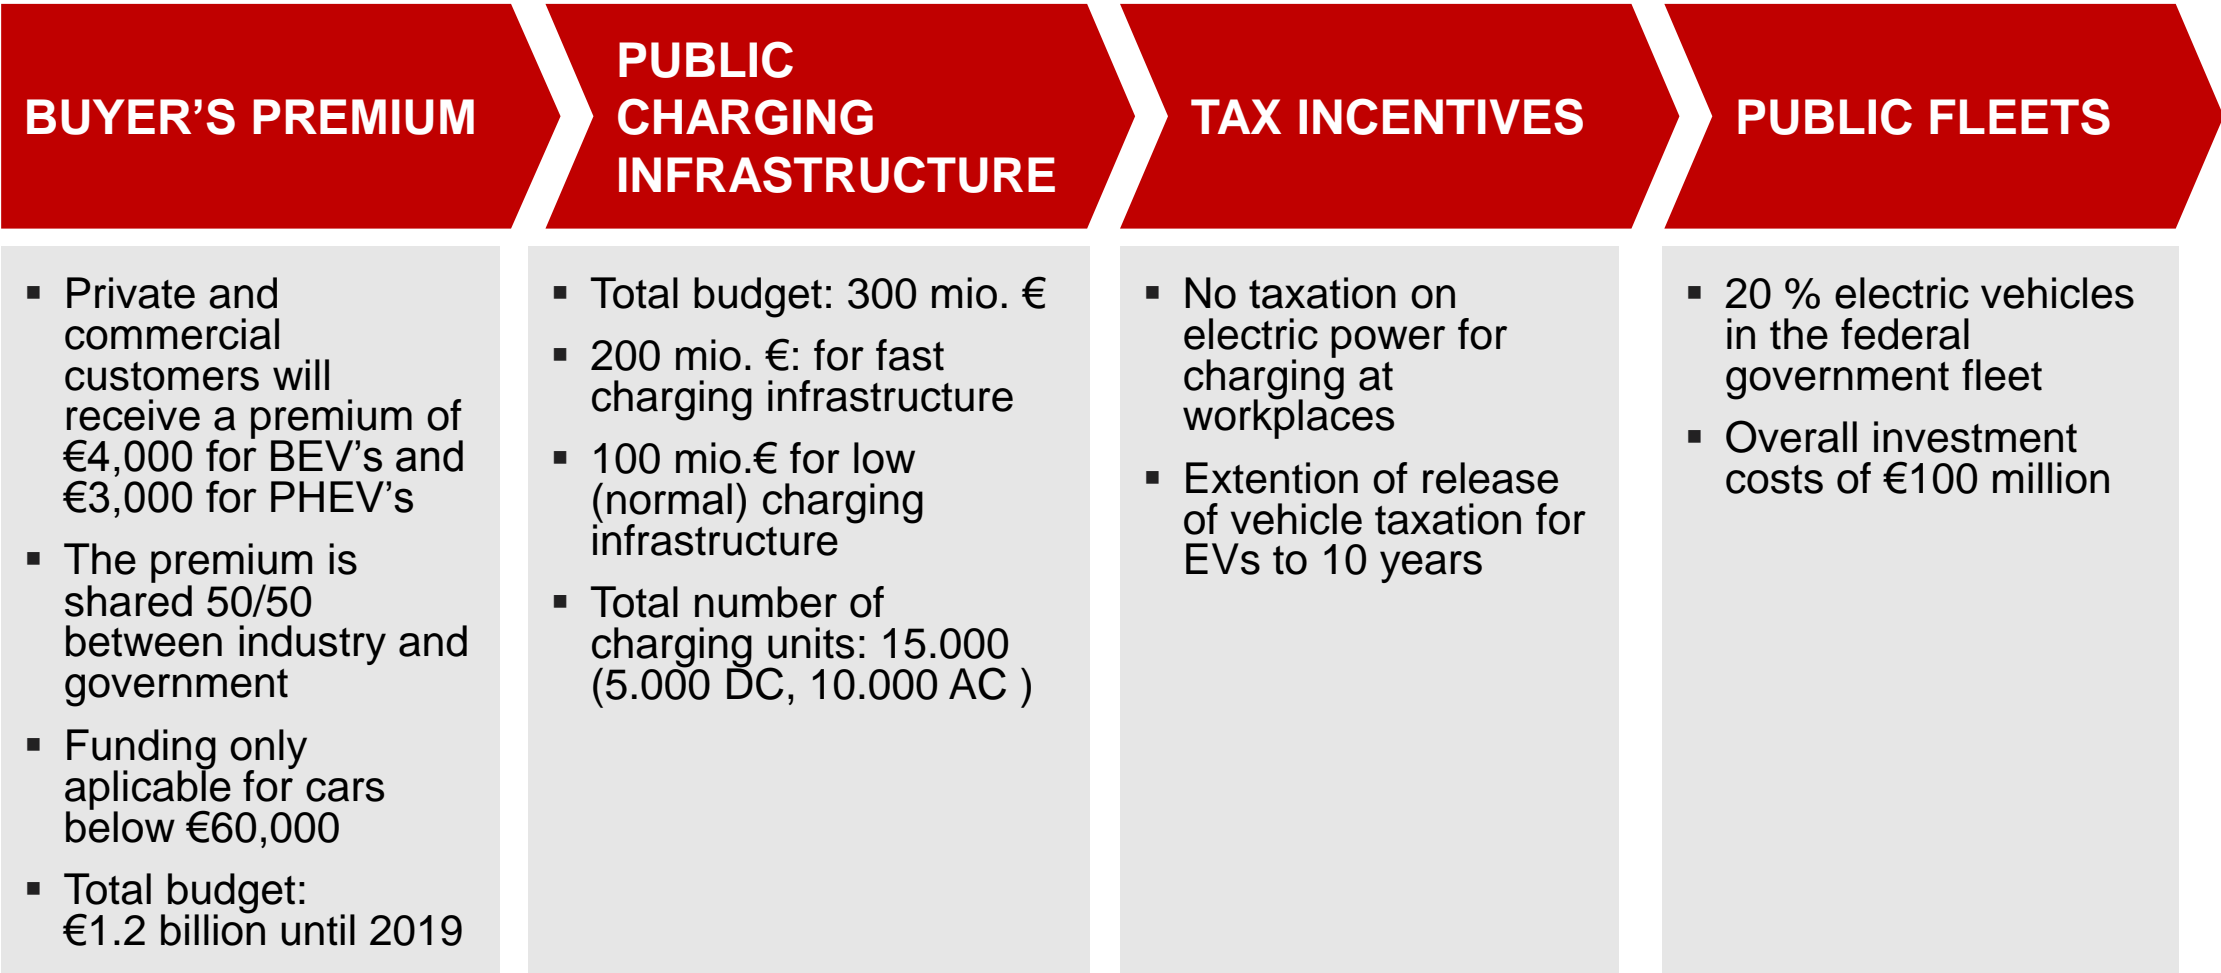 BUYER’S PREMIUM
▪ Private and
commercial
customers will
receive a premium of
€4,000 for BEV’s and
€3,000 for PHEV’s
▪ The premium is
shared 50/50
between industry and
government
▪ Funding only
aplicable for cars
below €60,000
▪ Total budget:
€1.2 billion until 2019
PUBLIC
CHARGING
INFRASTRUCTURE
▪ Total budget: 300 mio. €
▪ 200 mio. €: for fast
charging infrastructure
▪ 100 mio.€ for low
(normal) charging
infrastructure
▪ Total number of
charging units: 15.000
(5.000 DC, 10.000 AC )
TAX INCENTIVES
▪ No taxation on
electric power for
charging at
workplaces
▪ Extention of release
of vehicle taxation for
EVs to 10 years
PUBLIC FLEETS
▪ 20 % electric vehicles
in the federal
government fleet
▪ Overall investment
costs of €100 million